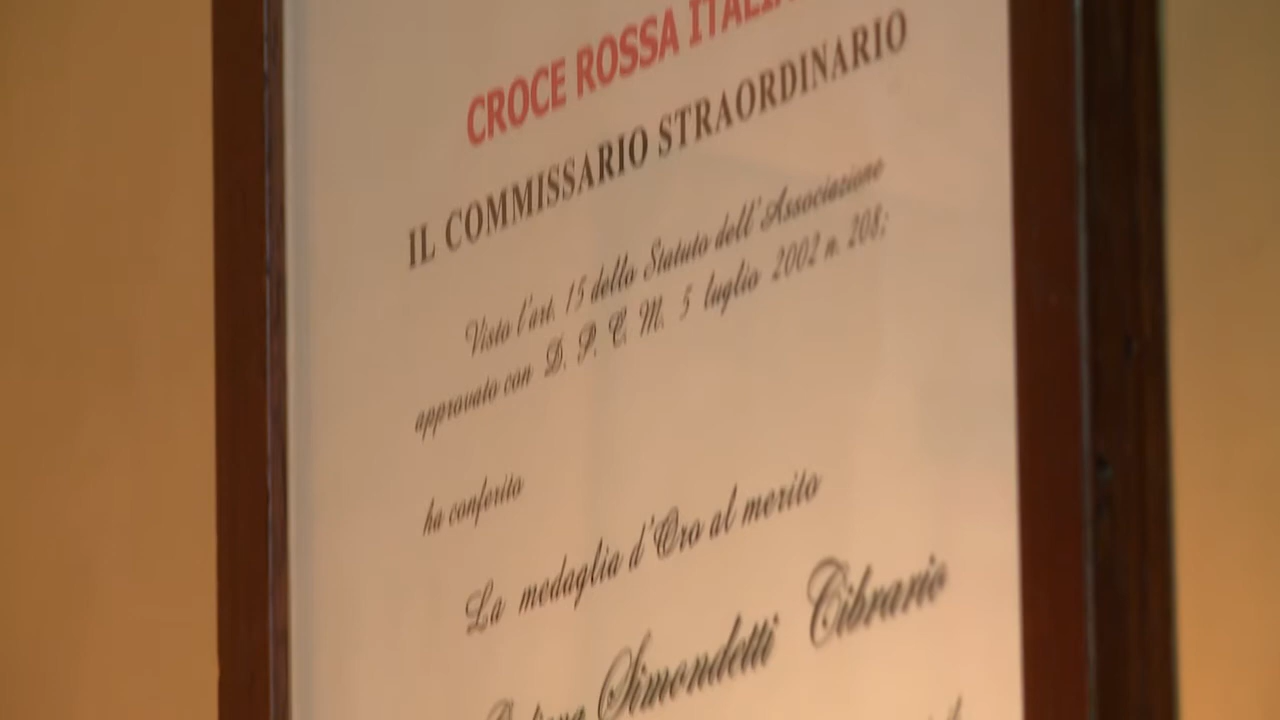 CROCE ROSSA ITALIA
IL COMMISSARIO STRAORDINARIO
Visto l'art. 15 dello Statuto dell'Associazione
approvato con D. P. C. M. 5 luglio 2002 n. 208;
ha conferito
La medaglia d'Oro al merito
Simondetti Cibrario